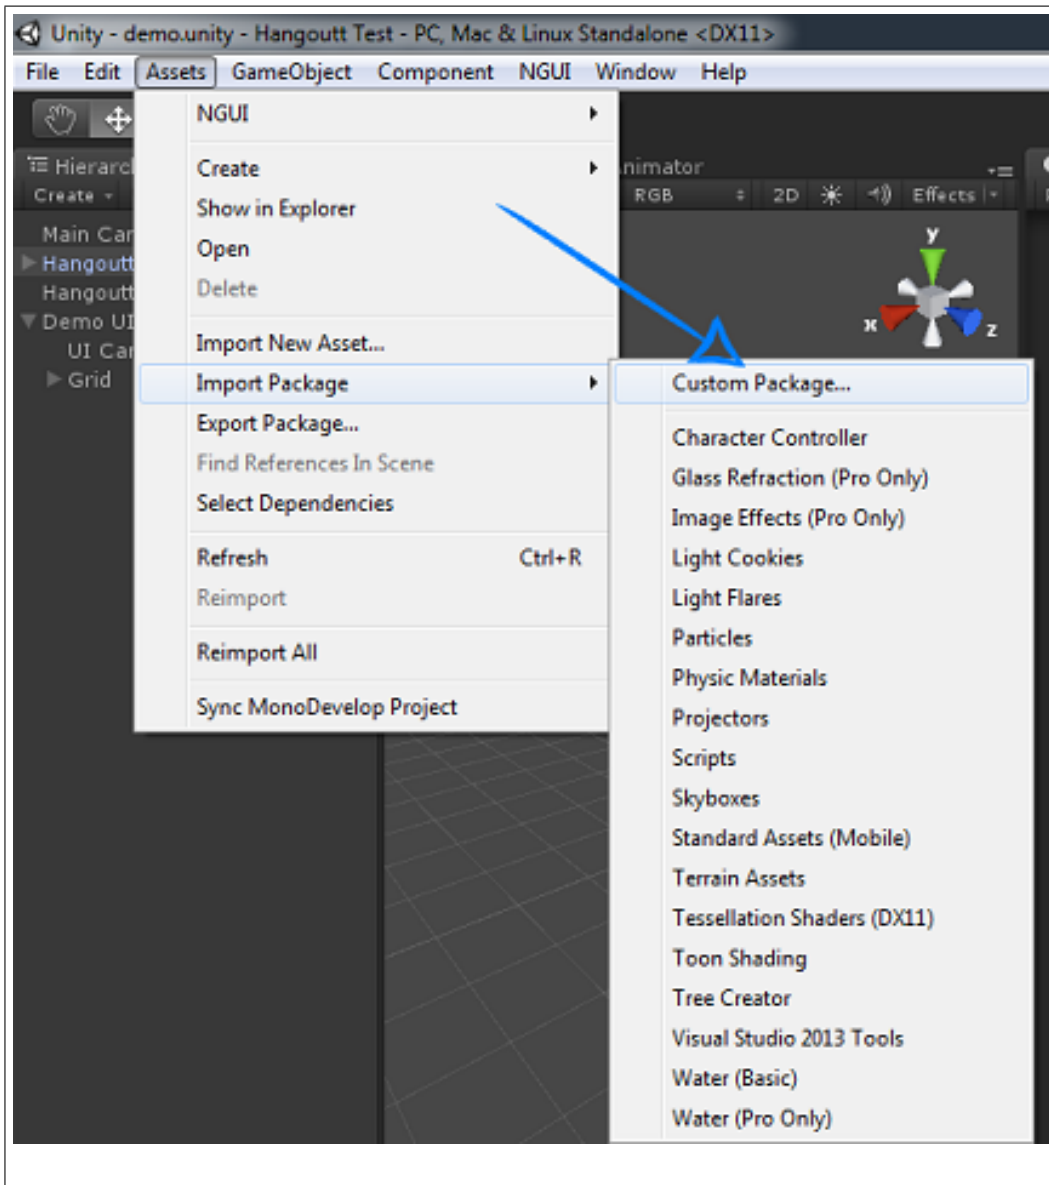 Unity - demo.unity - Hangoutt Test - PC, Mac & Linux Standalone <DX11>
File Edit Assets GameObject Component NGUI Window Help
NGUI
Hierarc
nimator
Create
Create
RGB 2D Effects
Show in Explorer
Main Car
y
Open
Hangoutt
Delete
Hangoutt
Demo UI
x z
Import New Asset...
UI Car
Import Package
Grid
Custom Package...
Export Package...
Character Controller
Find References In Scene
Glass Refraction (Pro Only)
Select Dependencies
Image Effects (Pro Only)
Refresh Ctrl+R
Light Cookies
Reimport
Light Flares
Reimport All
Particles
Physic Materials
Sync MonoDevelop Project
Projectors
Scripts
Skyboxes
Standard Assets (Mobile)
Terrain Assets
Tessellation Shaders (DX11)
Toon Shading
Tree Creator
Visual Studio 2013 Tools
Water (Basic)
Water (Pro Only)